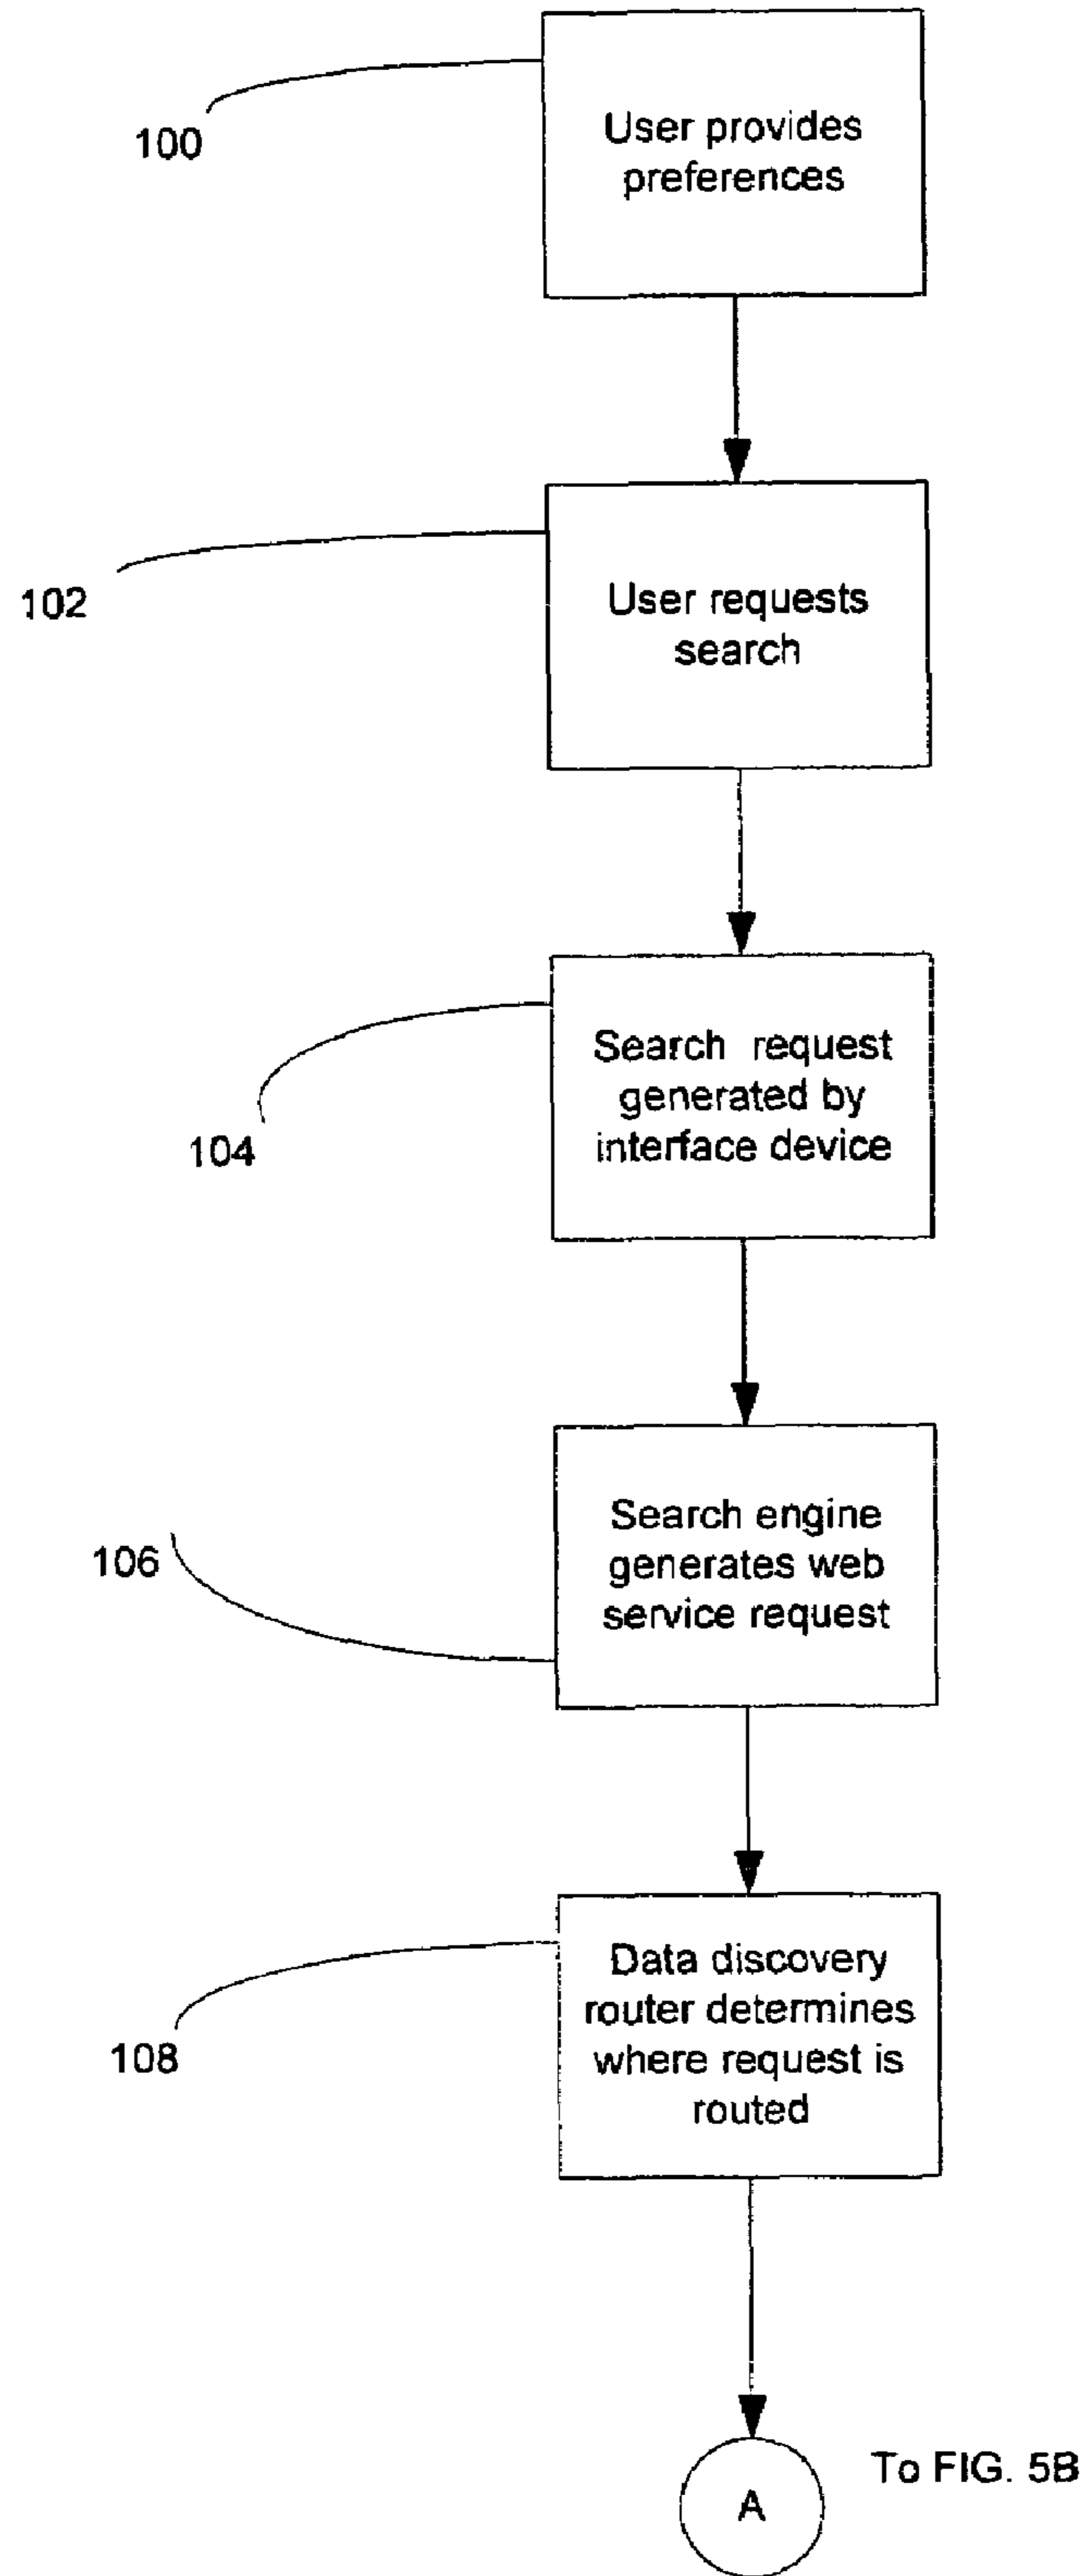 100
User provides
preferences
102
User requests
search
104
Search request
generated by
interface device
106
Search engine
generates web
service request
108
Data discovery
router determines
where request is
routed
A
To FIG. 5B